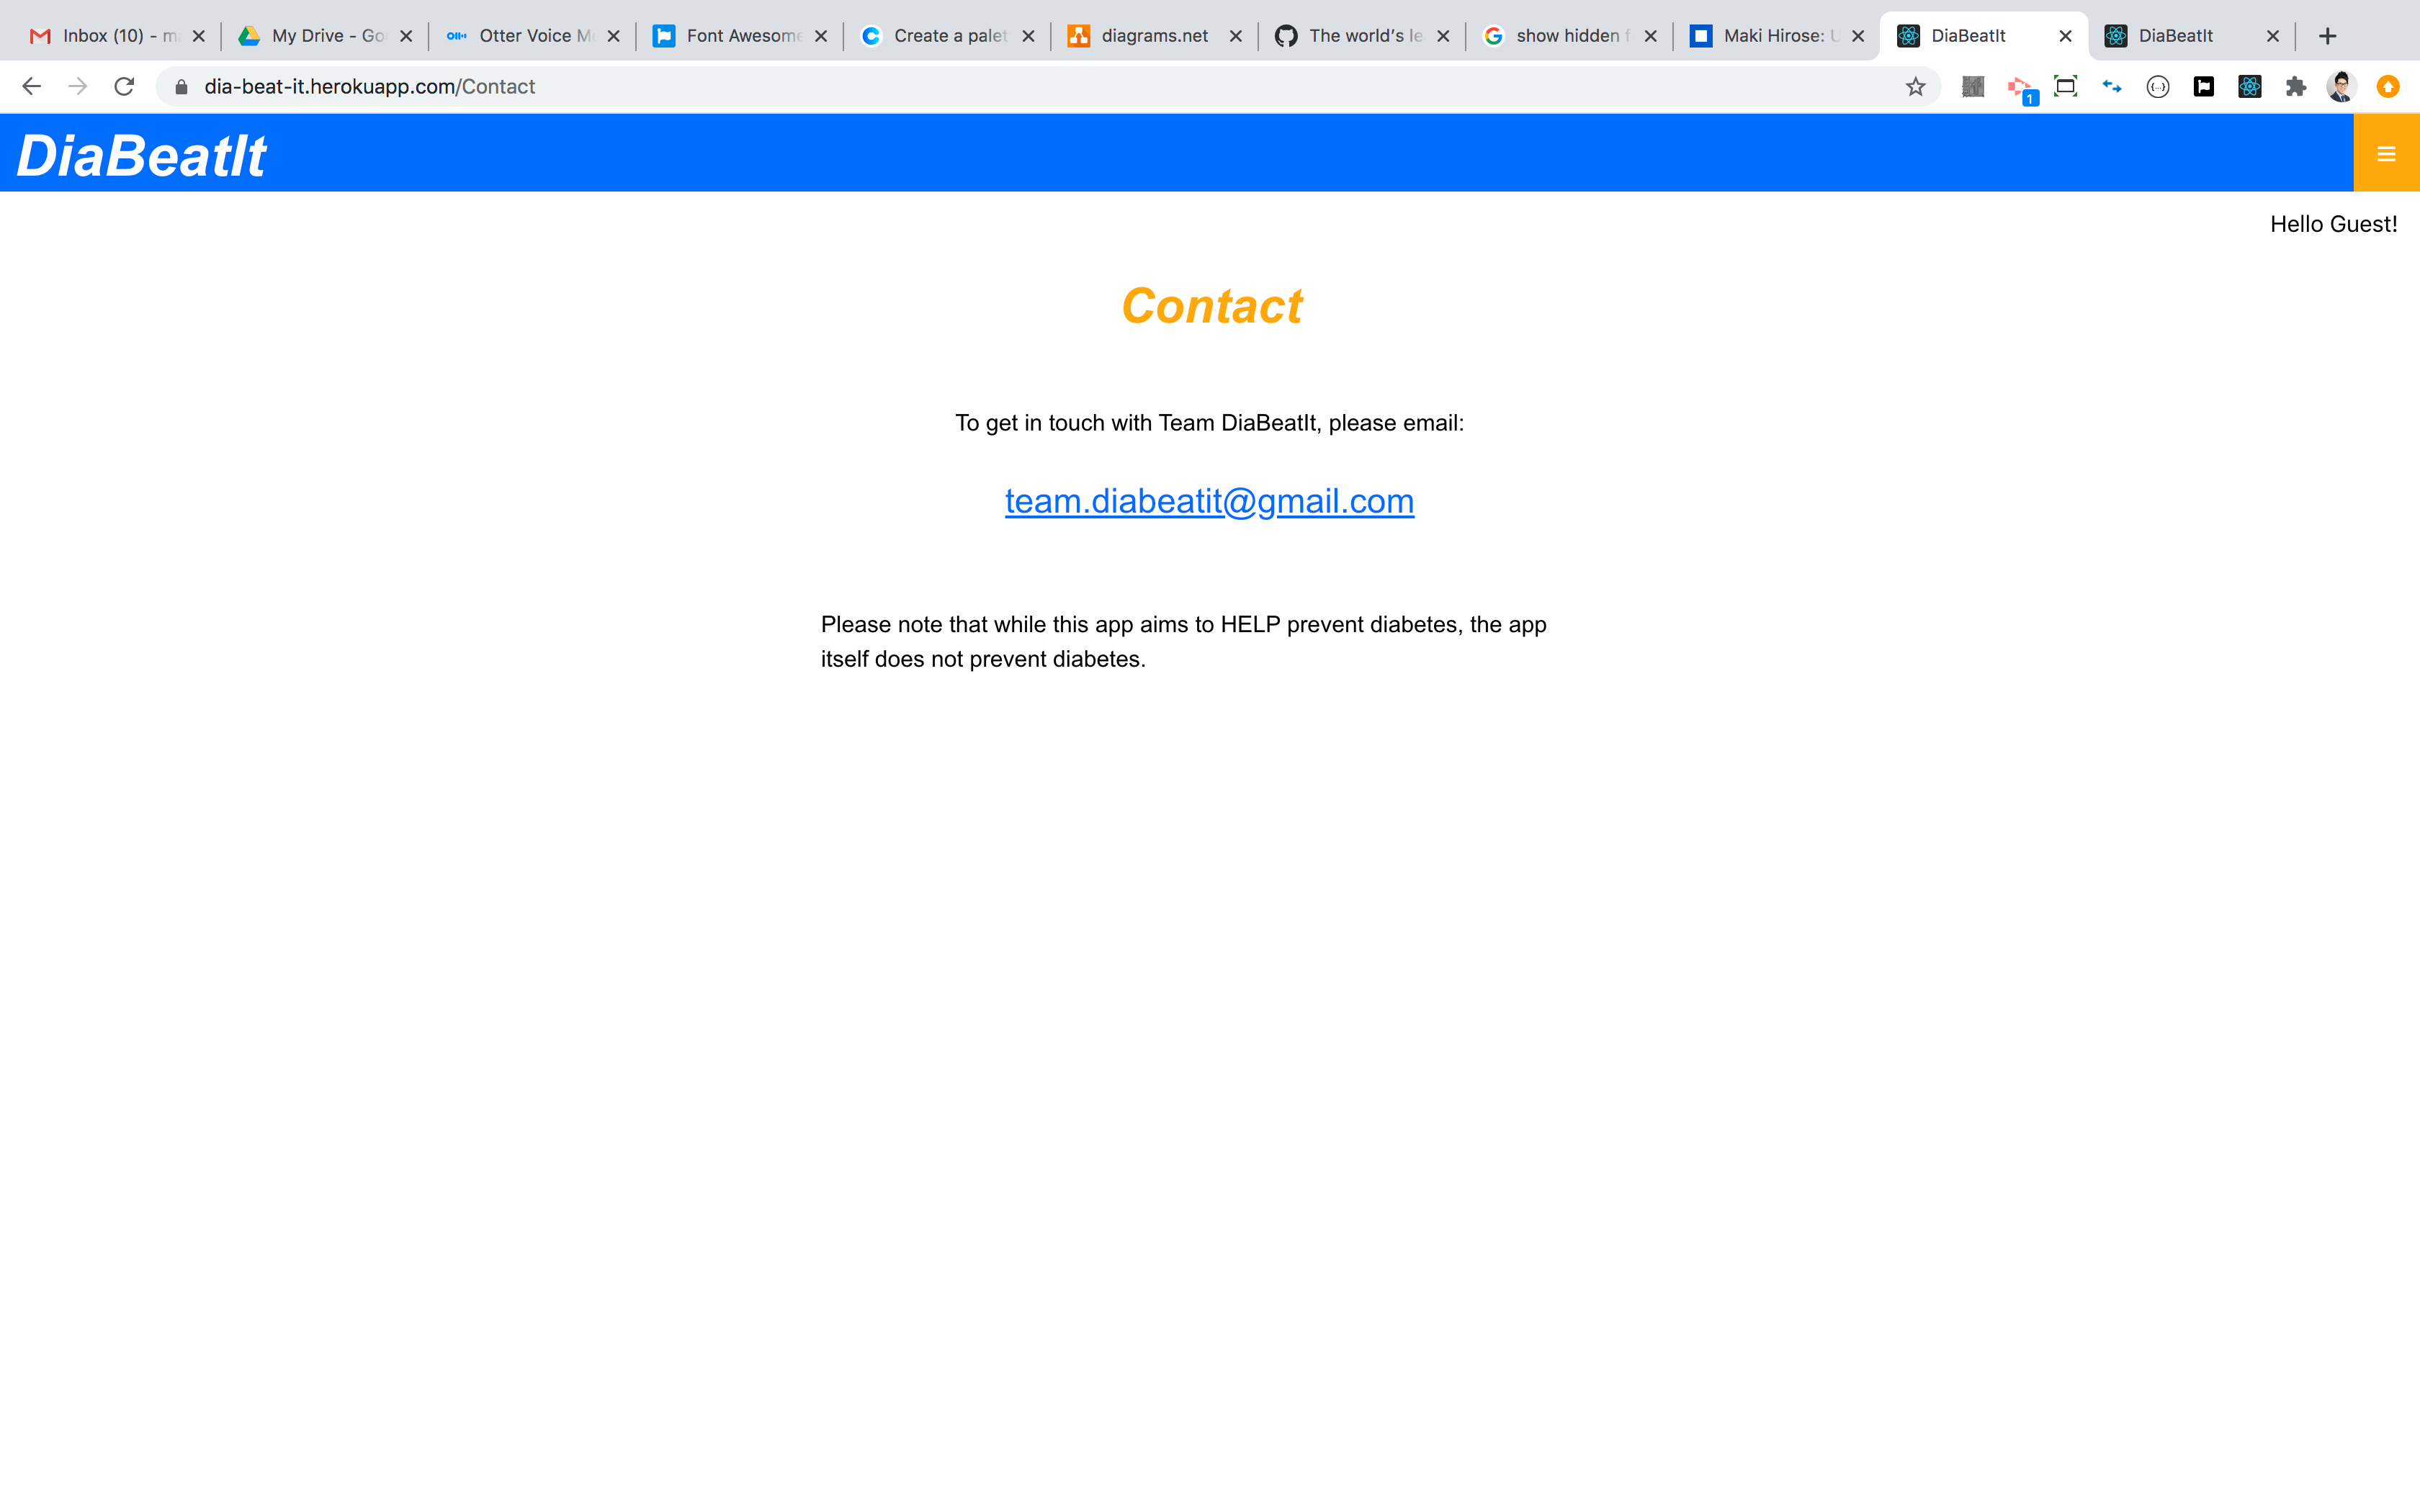 Inbox (10) - m
My Drive - Go
Otter Voice M
Font Awesome
Create a palet
diagrams.net
The world's le
show hidden f
Maki Hirose: U
DiaBeatIt
DiaBeatIt
dia-beat-it.herokuapp.com/Contact
1
DiaBeatIt
Hello Guest!
Contact
To get in touch with Team DiaBeatIt, please email:
team.diabeatit@gmail.com
Please note that while this app aims to HELP prevent diabetes, the app
itself does not prevent diabetes.